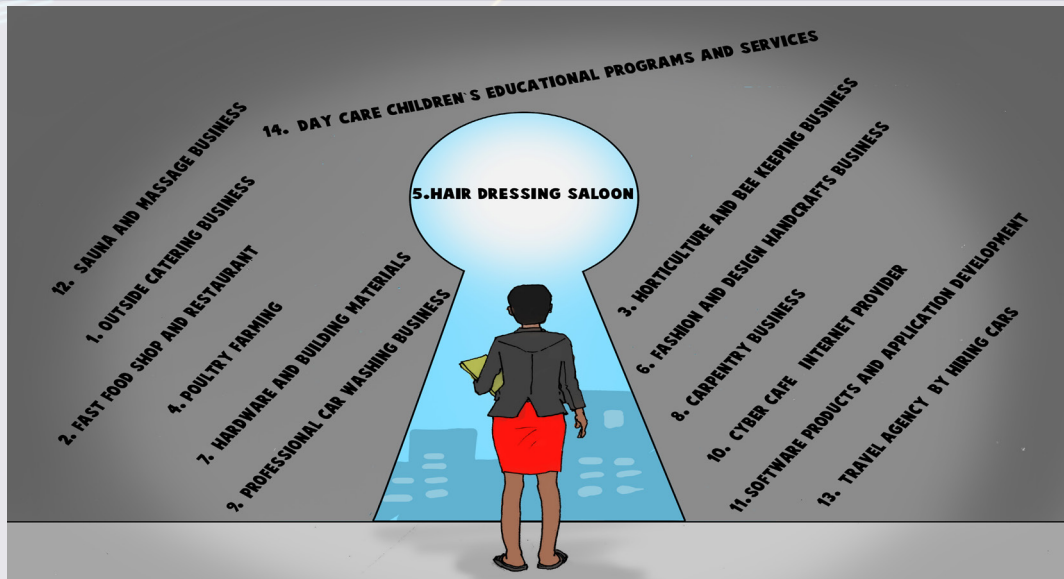 14. DAY CARE CHILDREN`S EDUCATIONAL PROGRAMS AND SERVICES
12. SAUNA AND MASSAGE BUSINESS
1. OUTSIDE CATERING BUSINESS
2. FAST FOOD SHOP AND RESTAURANT
4. POULTRY FARMING
7. HARDWARE AND BUILDING MATERIALS
9. PROFESSIONAL CAR WASHING BUSINESS
5.HAIR DRESSING SALOON
3. HORTICULTURE AND BEE KEEPING BUSINESS
6. FASHION AND DESIGN HANDCRAFTS BUSINESS
8. CARPENTRY BUSINESS
10. CYBER CAFE INTERNET PROVIDER
11.SOFTWARE PRODUCTS AND APPLICATION DEVELOPMENT
13. TRAVEL AGENCY BY HIRING CARS